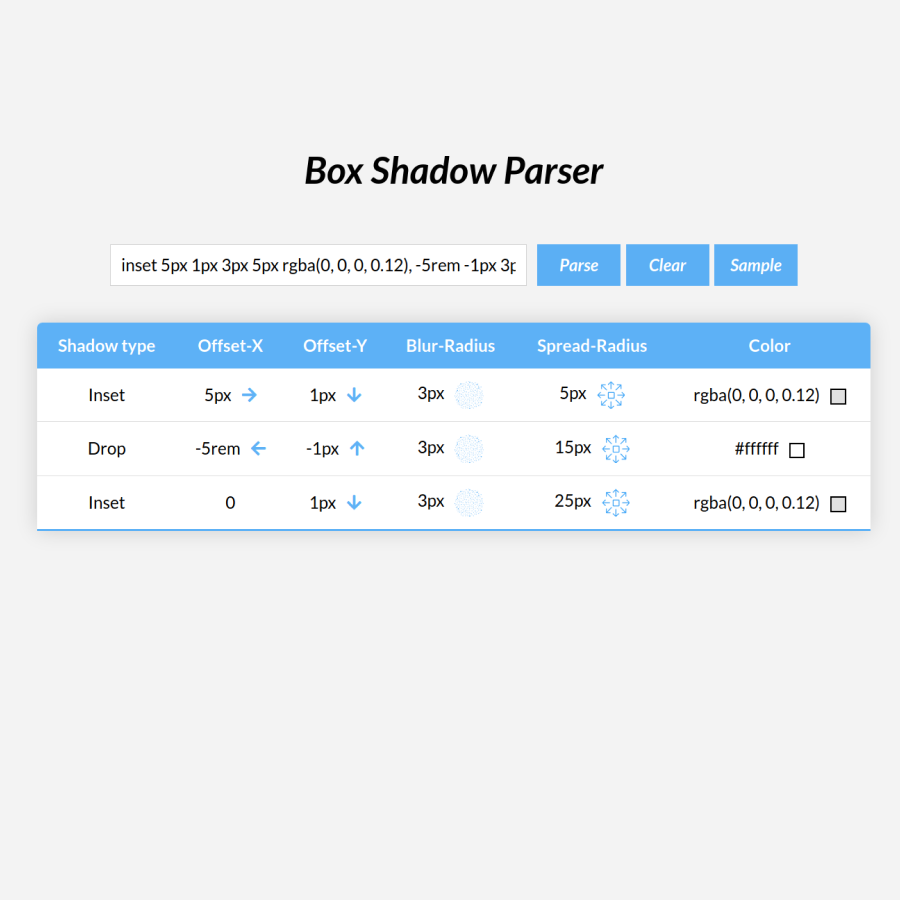 Box Shadow Parser
inset 5px 1px 3px 5px rgba(0, 0, 0, 0.12), -5rem -1px 3p Parse Clear Sample
Shadow type Offset-X Offset-Y Blur-Radius Spread-Radius Color
Inset 5px 1px 3px 5px rgba(0, 0, 0, 0.12)
Drop -5rem -1px 3px 15px #ffffff
Inset 0 1px 3px 25px rgba(0, 0, 0, 0.12)